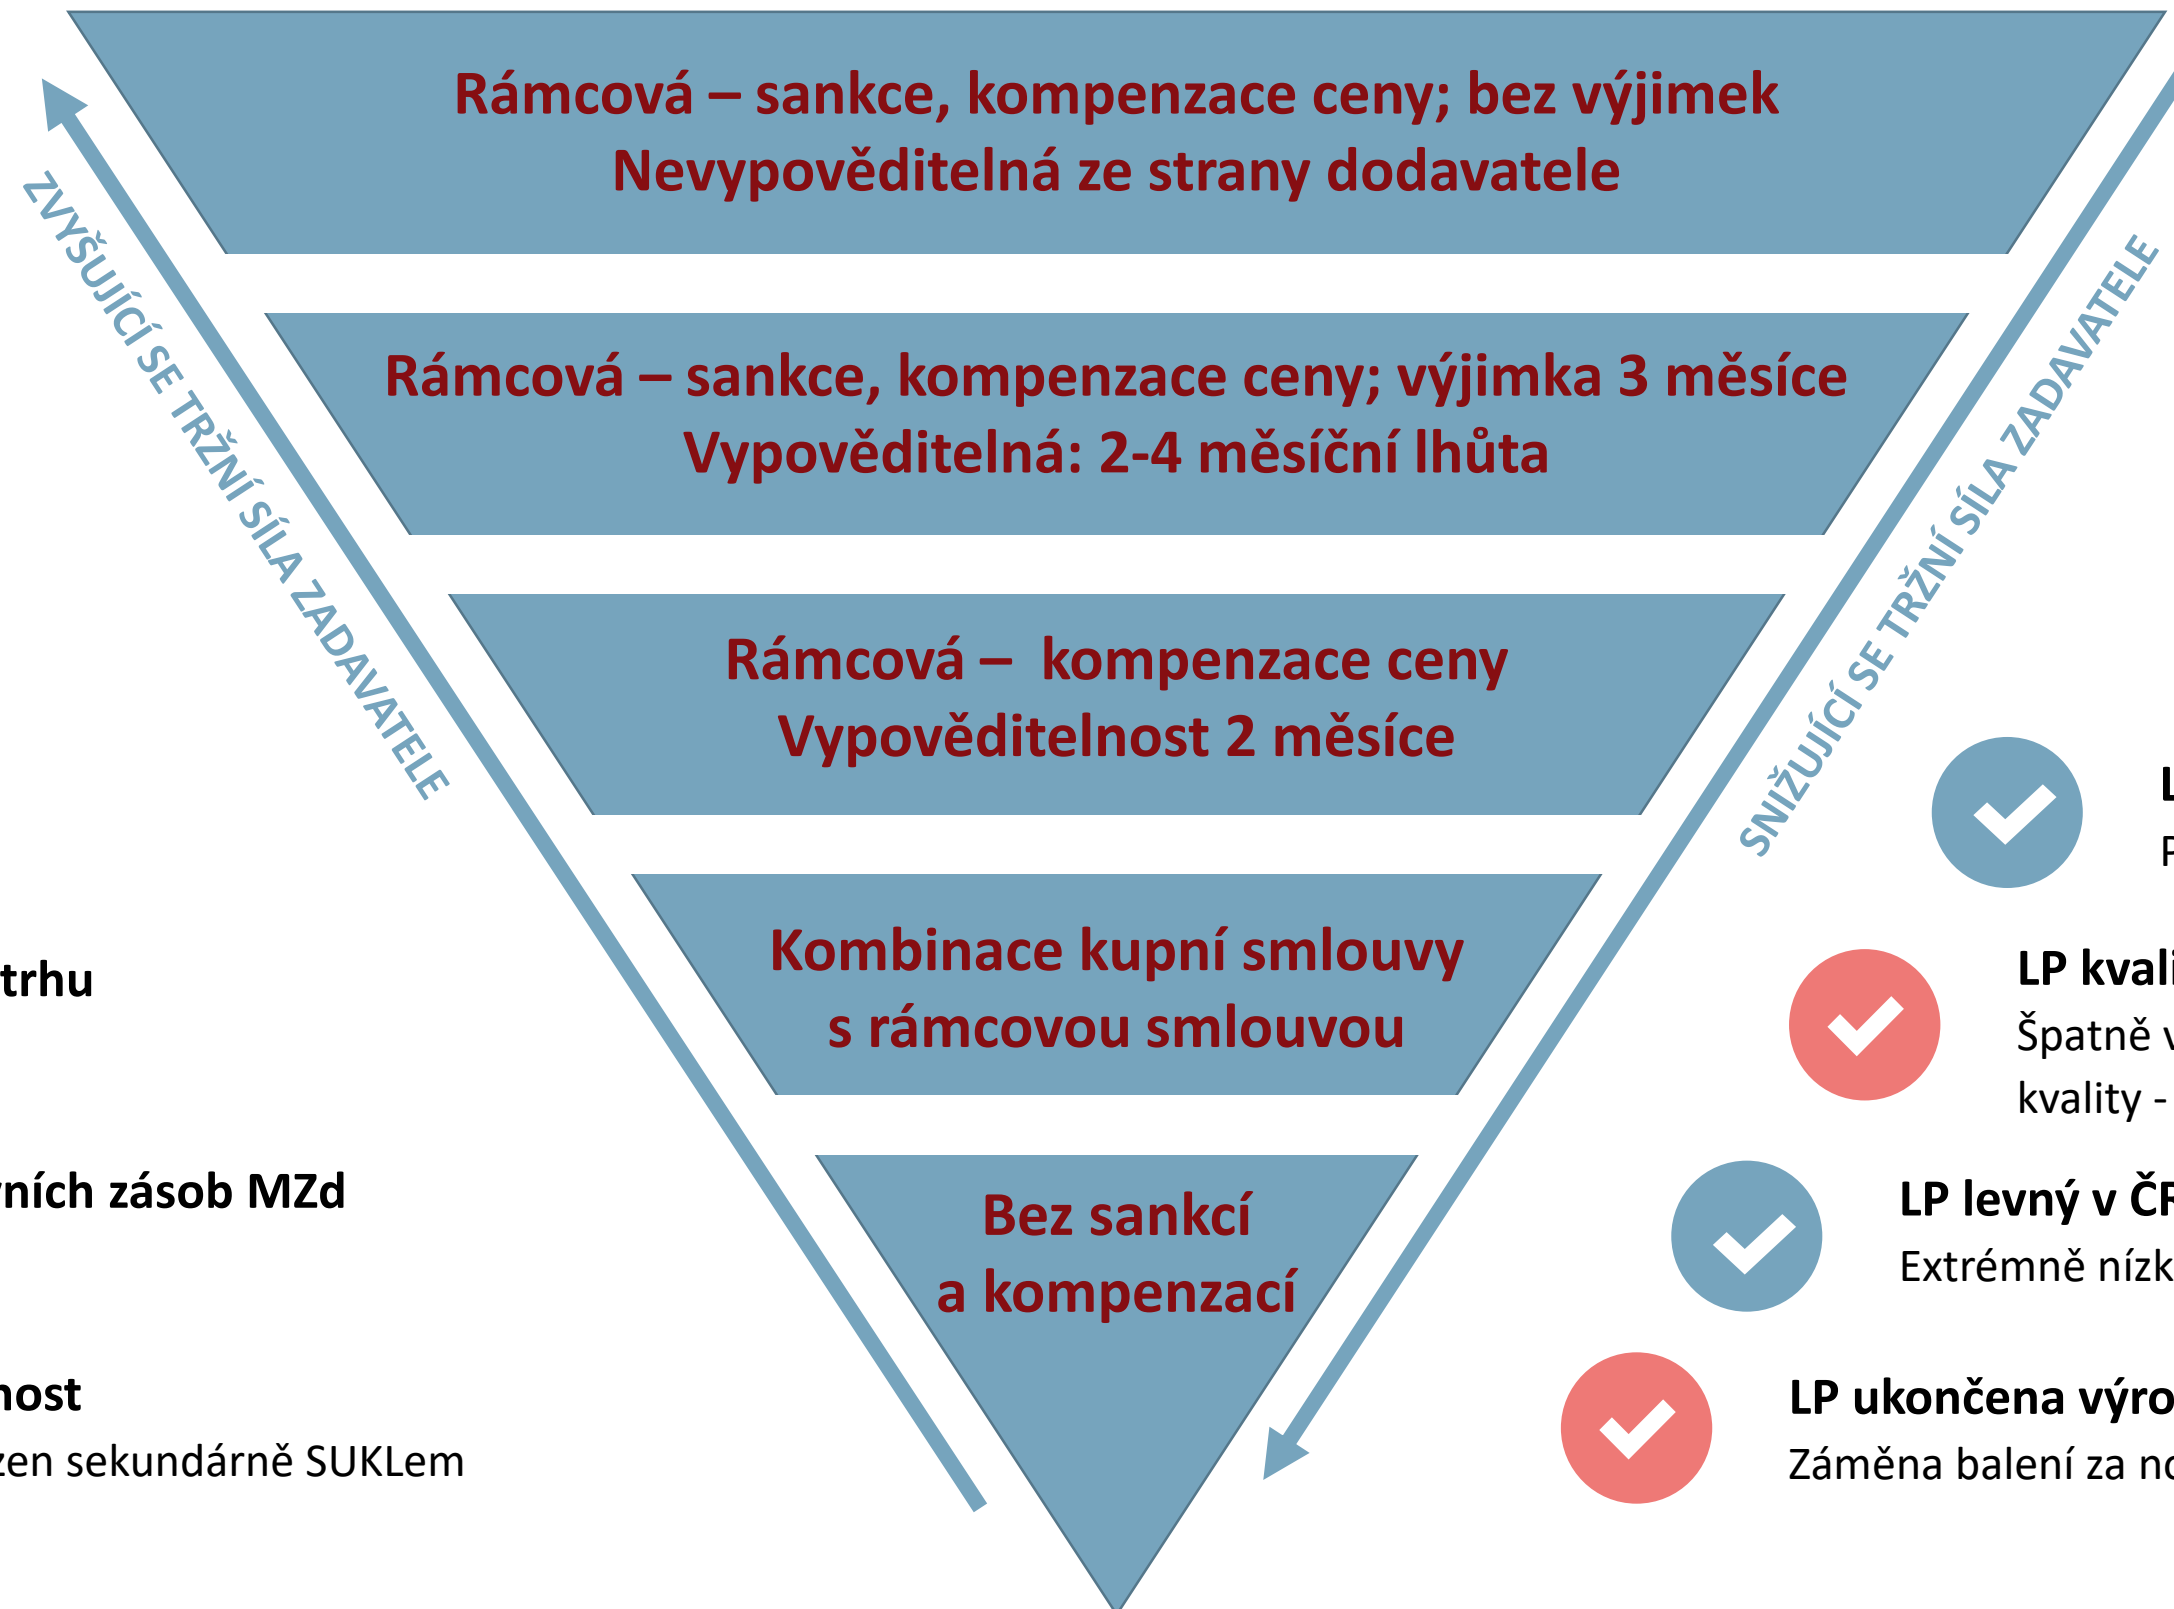 Rámcová – sankce, kompenzace ceny; bez výjimek
Nevypověditelná ze strany dodavatele
Rámcová – sankce, kompenzace ceny; výjimka 3 měsíce
Vypověditelná: 2-4 měsíční lhůta
Rámcová – kompenzace ceny
Vypověditelnost 2 měsíce
Kombinace kupní smlouvy
s rámcovou smlouvou
Bez sankcí
a kompenzací
ZVYŠUJÍCÍ SE TRŽNÍ SÍLA ZADAVATELE
SNIŽUJÍCÍ SE TRŽNÍ SÍLA ZADAVATELE
trhu
zásob MZd
sekundárně SUKLem
LP
Špatně
kvality -
LP levný v
Extrémně
LP ukončena
Záměna balení za